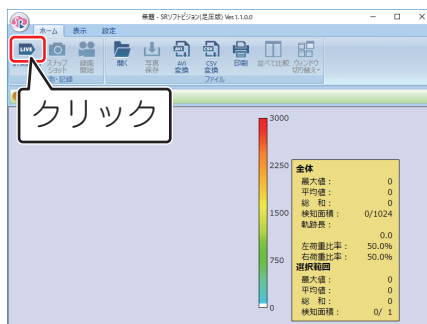 無題 - SRソフトビジョン(足圧版) Ver.1.1.0.0
ホーム 表示 設定
LIVE
スナップ
ショット
録画
開始
開く
写真
保存
AVI
AVI
変換
CSV
CSV
変換
印刷
並べて比較
ウィンドウ
切り替え
・記録
ファイル
クリック
3000
2250
1500
750
0
全体
最大値： 0
平均値： 0
総 和： 0
検知面積： 0/1024
軌跡長：
0.0
左荷重比率： 50.0%
右荷重比率： 50.0%
選択範囲
最大値： 0
平均値： 0
総 和： 0
検知面積： 0/ 1